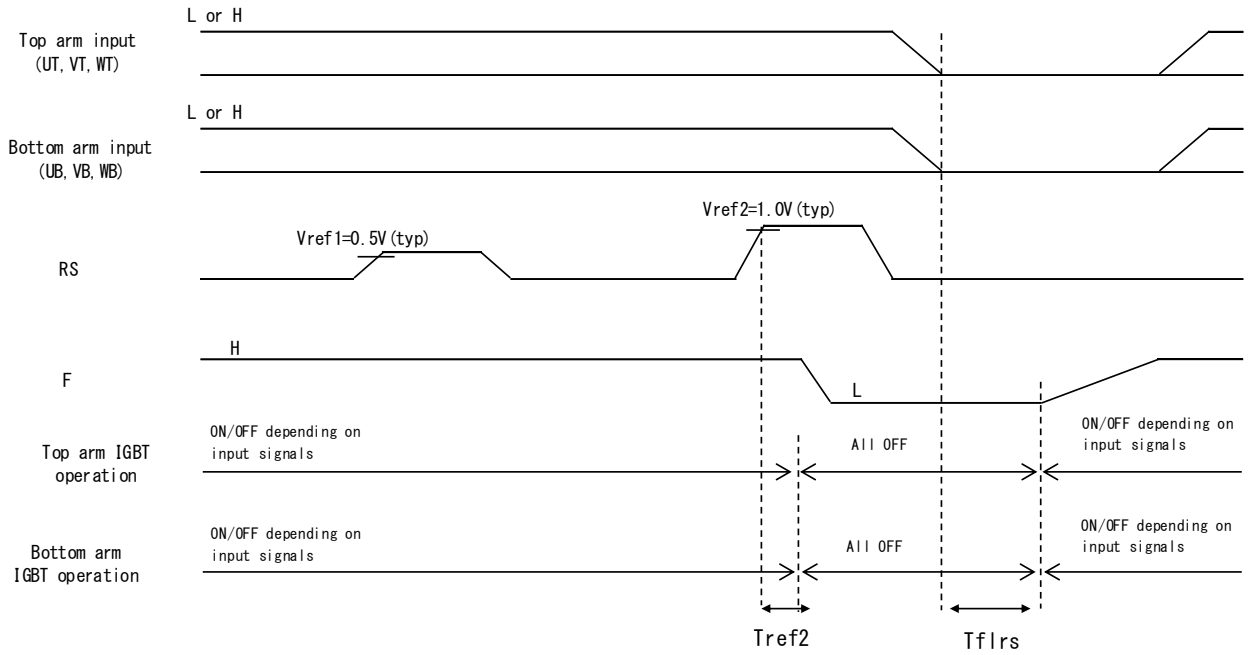 L or H
Top arm input
(UT, VT, WT)
L or H
Bottom arm input
(UB, VB, WB)
Vref1=0.5V(typ)
Vref2=1.0V(typ)
RS
H
F
L
ON/OFF depending on
input signals
All OFF
ON/OFF depending on
input signals
Top arm IGBT
operation
ON/OFF depending on
input signals
All OFF
ON/OFF depending on
input signals
Bottom arm
IGBT operation
Tref2
Tflrs